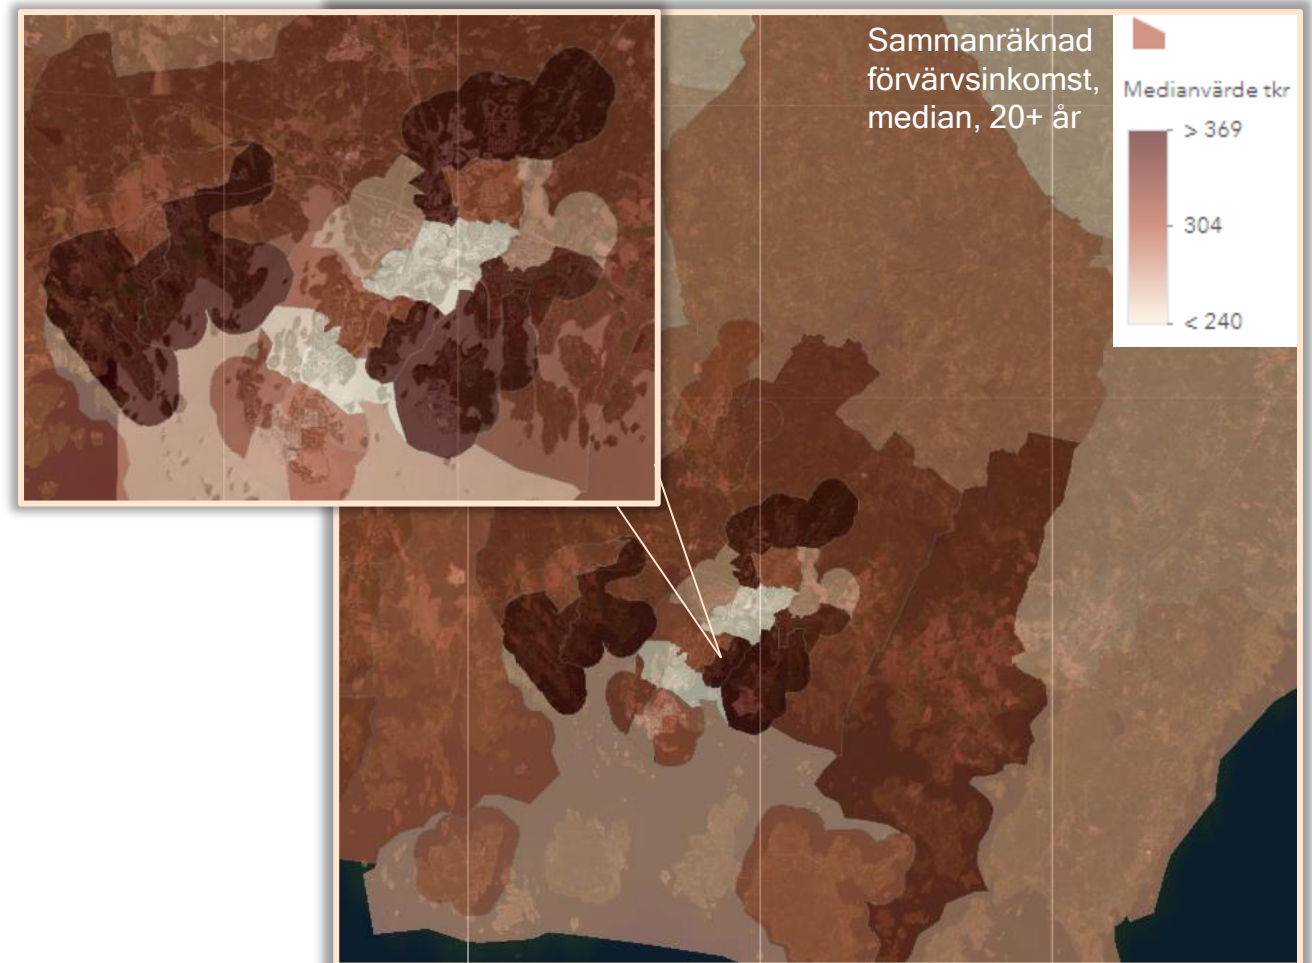 Sammanräknad
förvärvsinkomst,
median, 20+ år
Medianvärde tkr
> 369
304
< 240